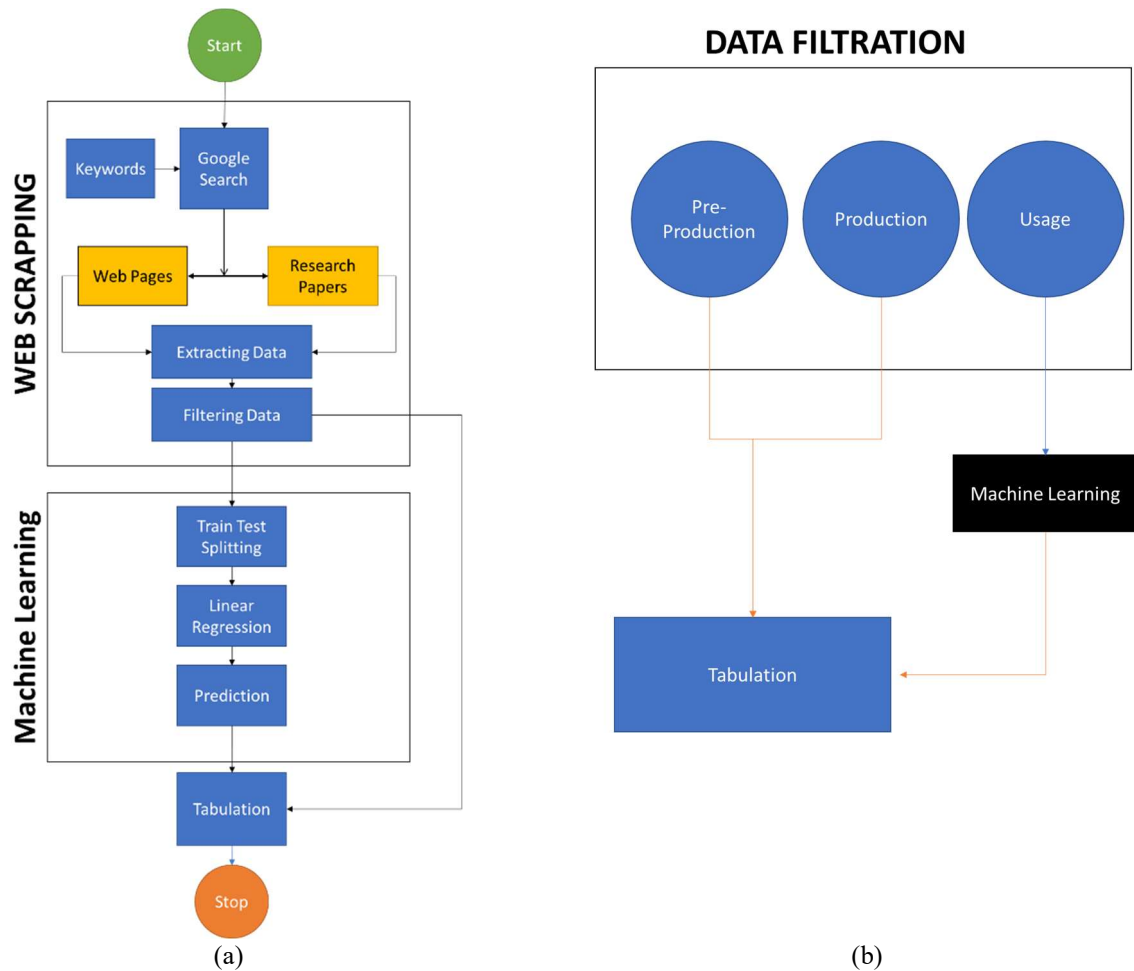 Start
WEB SCRAPPING
Keywords
Google
Search
Web Pages
Research
Papers
Extracting Data
Filtering Data
Machine Learning
Train Test
Splitting
Linear
Regression
Prediction
Tabulation
Stop
(a)
DATA FILTRATION
Pre-
Production
Production
Usage
Machine Learning
Tabulation
(b)